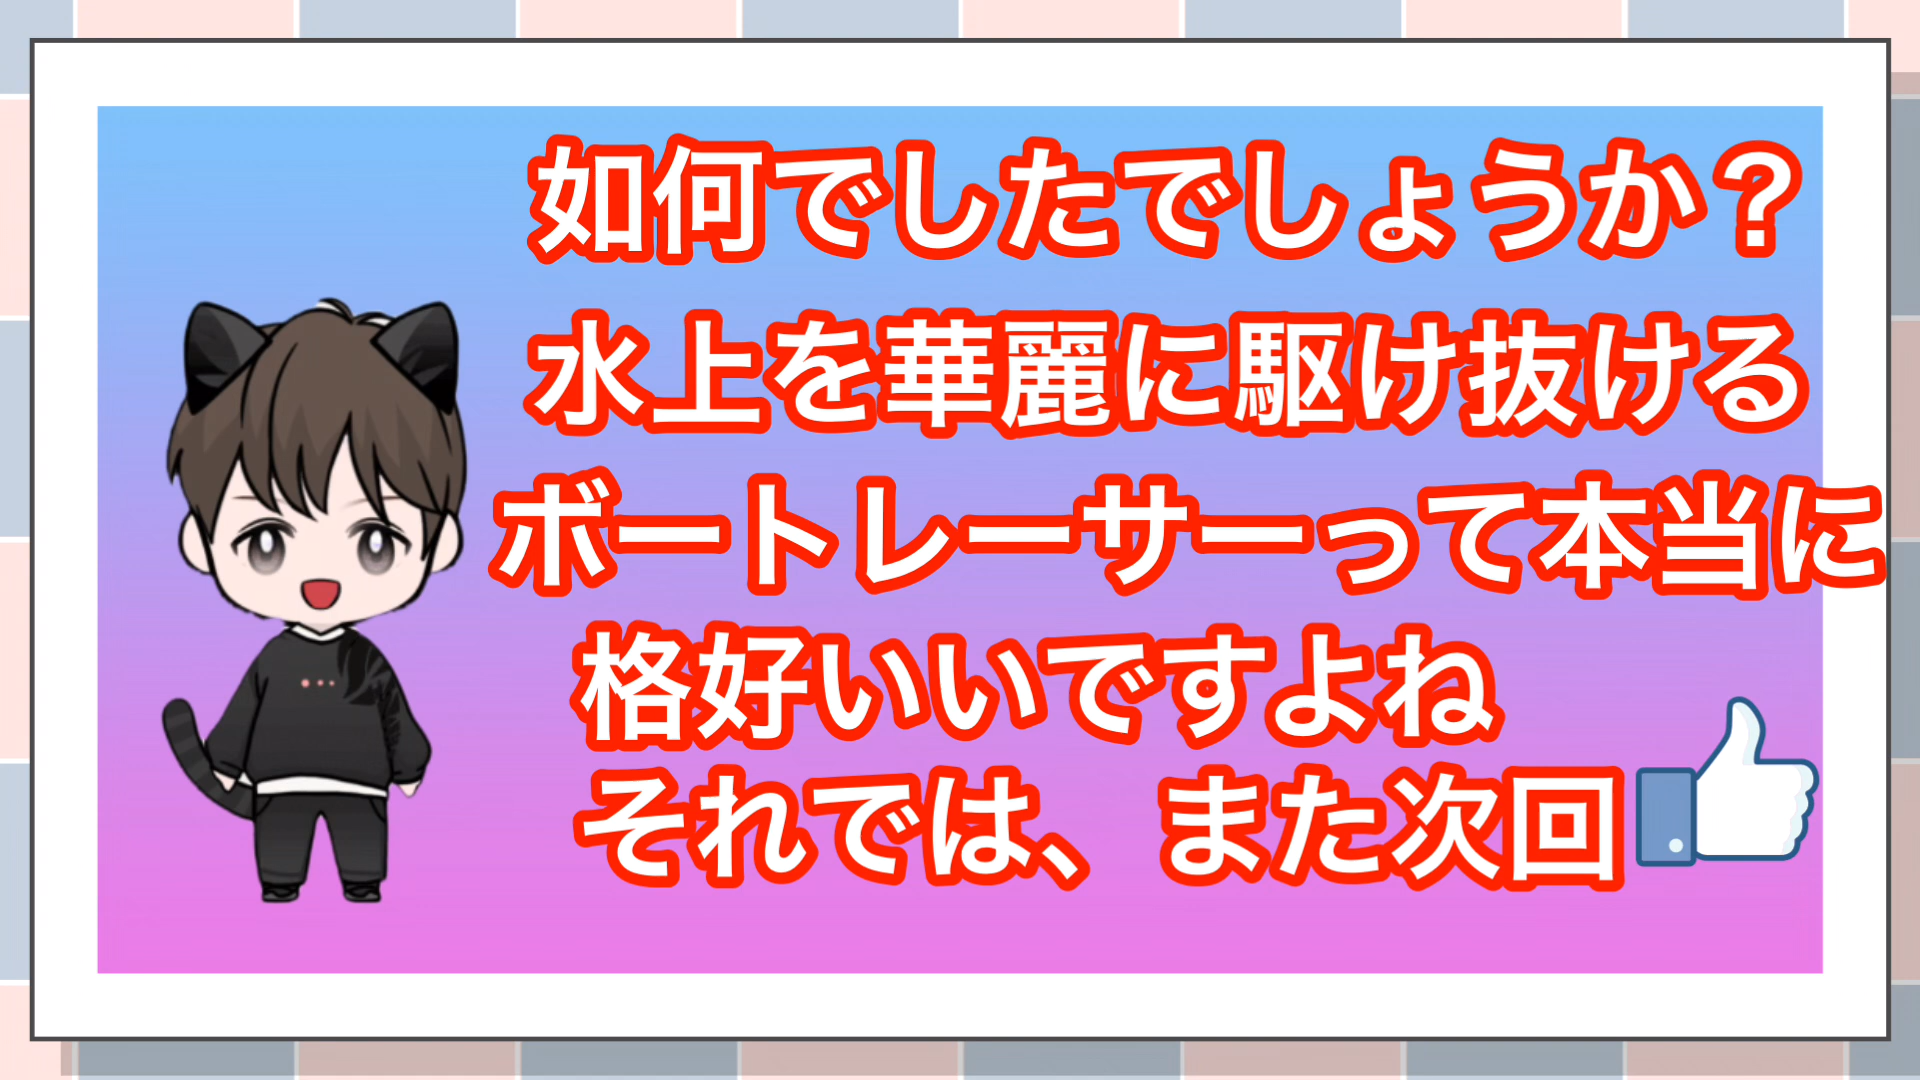 如何でしたでしょうか？
水上を華麗に駆け抜ける
ボートレーサーって本当に
格好いいですよね
それでは、また次回